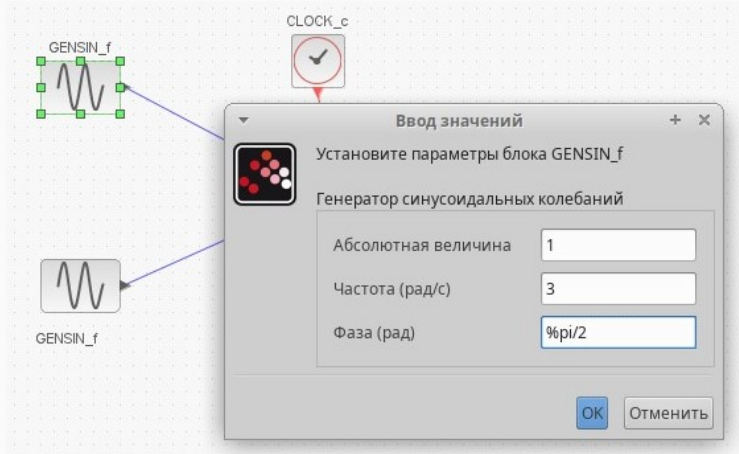 CLOCK_c
GENSIN_f
Ввод значений
Установите параметры блока GENSIN_f
Генератор синусоидальных колебаний
Абсолютная величина 1
Частота (рад/с) 3
Фаза (рад) %pi/2
GENSIN_f
OK Отменить